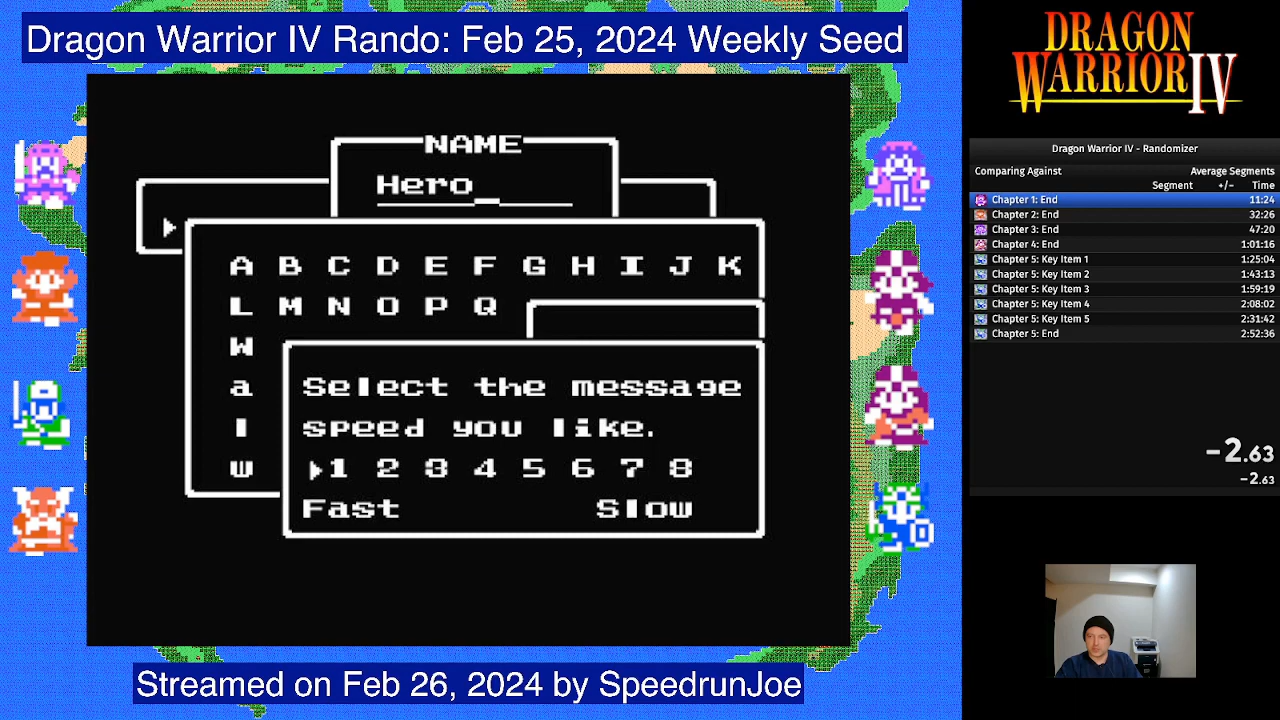 Dragon Warrior IV Rando: Feb 25, 2024 Weekly Seed
NAME
Hero_
A B C D E F G H I J K
L M N O P Q
W
a
l
w
Select the message
speed you like.
1 2 3 4 5 6 7 8
Fast Slow
Streamed on Feb 26, 2024 by SpeedrunJoe
DRAGON
WARRIOR IV
Dragon Warrior IV - Randomizer
Comparing Against Average Segments
Segment +/- Time
Chapter 1: End 11:24
Chapter 2: End 32:26
Chapter 3: End 47:20
Chapter 4: End 1:01:16
Chapter 5: Key Item 1 1:25:04
Chapter 5: Key Item 2 1:43:13
Chapter 5: Key Item 3 1:59:19
Chapter 5: Key Item 4 2:08:02
Chapter 5: Key Item 5 2:31:42
Chapter 5: End 2:52:36
-2.63
-2.63